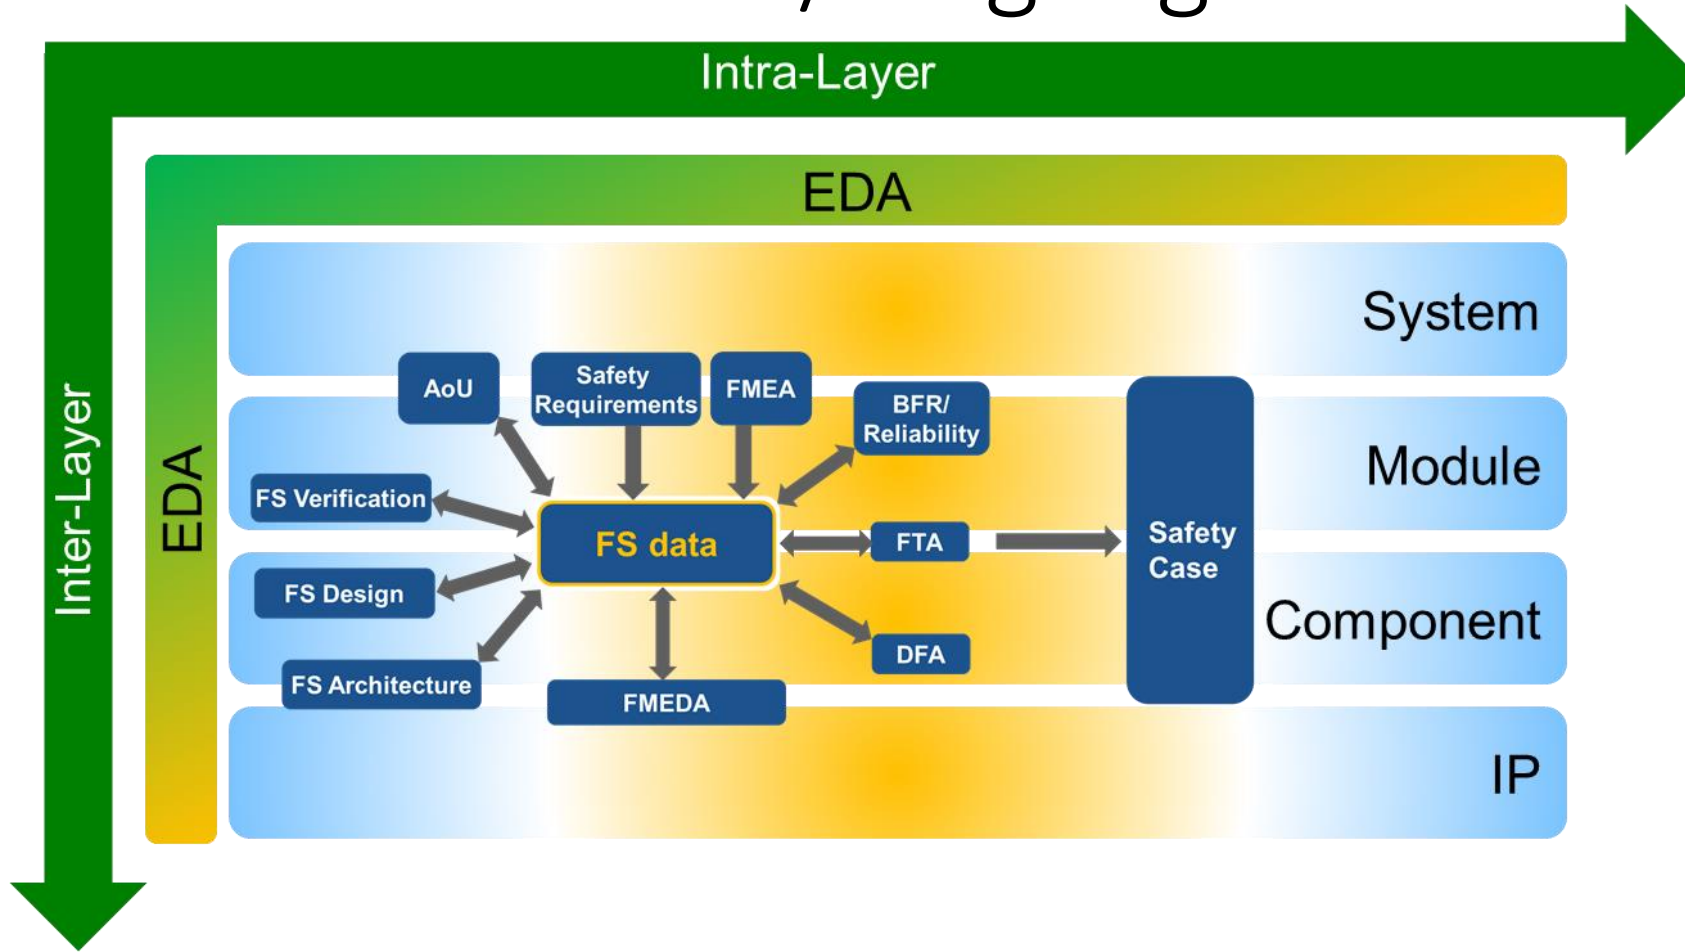 Intra-Layer
EDA
System
AoU
Safety
Requirements
FMEA
BFR/
Reliability
Module
Inter-Layer
EDA
FS Verification
FS data
FTA
Safety
Case
FS Design
Component
DFA
FS Architecture
FMEDA
IP